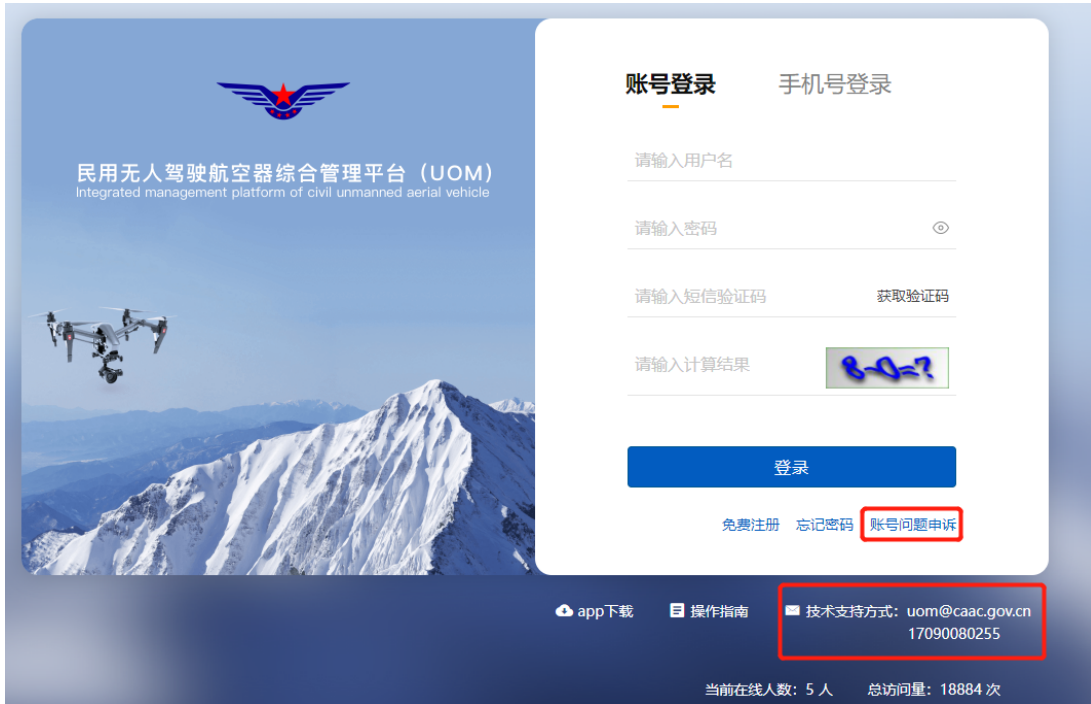 账号登录 手机号登录
民用无人驾驶航空器综合管理平台（UOM）
Integrated management platform of civil unmanned aerial vehicle
请输入用户名
请输入密码
请输入短信验证码 获取验证码
请输入计算结果 8-0=?
登录
免费注册 忘记密码 账号问题申诉
app下载 操作指南 技术支持方式：uom@caac.gov.cn
17090080255
当前在线人数：5 人 总访问量：18884 次